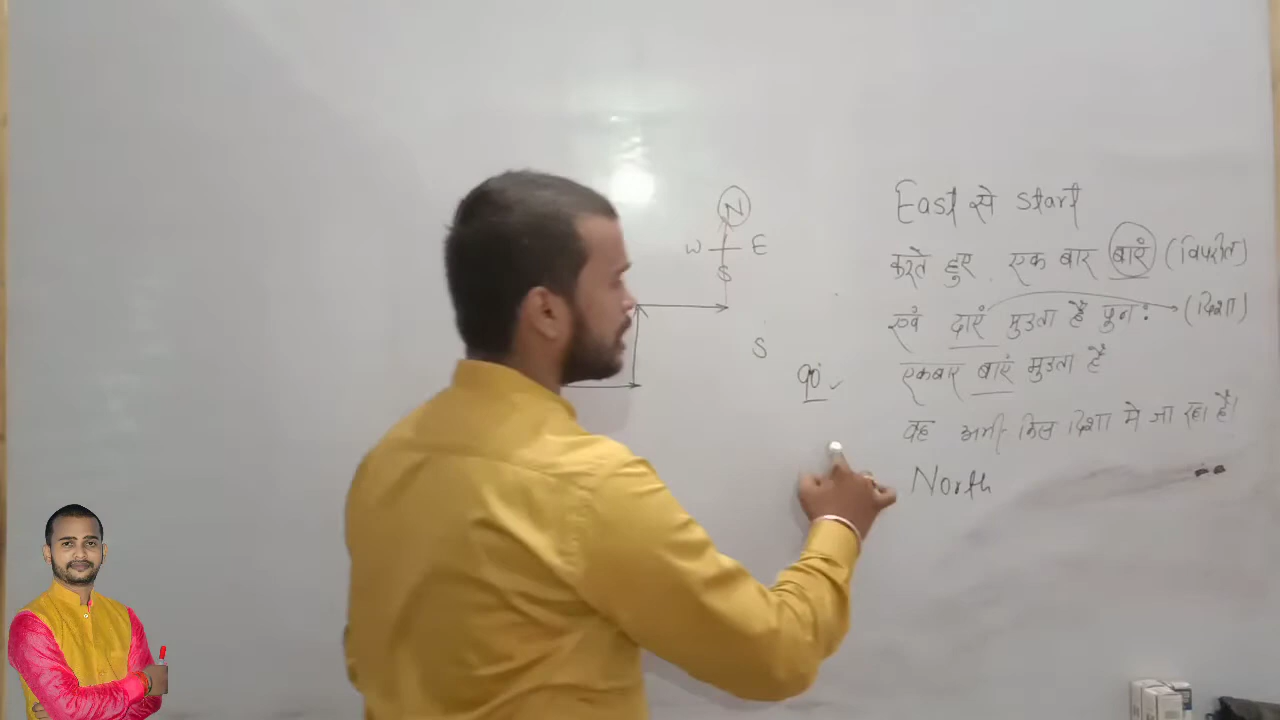 N
W E
S
S
90° ✓
East से start
करते हुए एक बार बाएं (विपरीत)
एवं दाएं मुड़ता है पुन: (दिशा)
एकबार बाएं मुड़ता है
वह अभी किस दिशा मे जा रहा है।
North